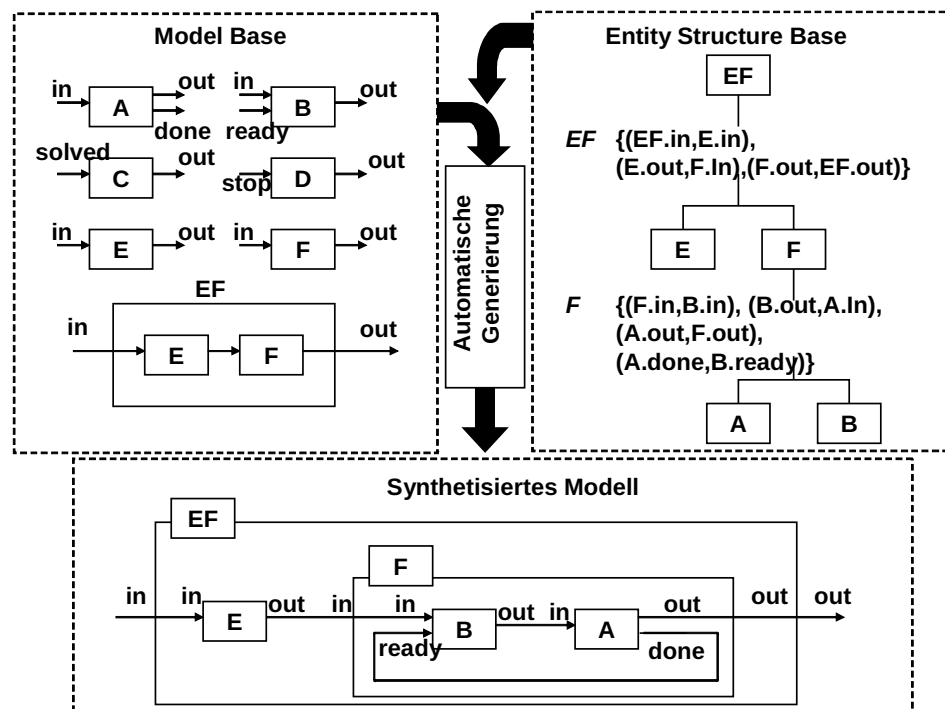 Model Base
in
A
out
done
in
ready
B
out
solved
C
out
stop
D
out
in
E
out
in
F
out
EF
in
E
F
out
Automatische
Generierung
Entity Structure Base
EF
EF {(EF.in,E.in),
(E.out,F.In),(F.out,EF.out)}
E
F
F {(F.in,B.in), (B.out,A.In),
(A.out,F.out),
(A.done,B.ready)}
A
B
Synthetisiertes Modell
EF
F
in
in
E
out
in
in
ready
B
out
in
A
out
done
out
out